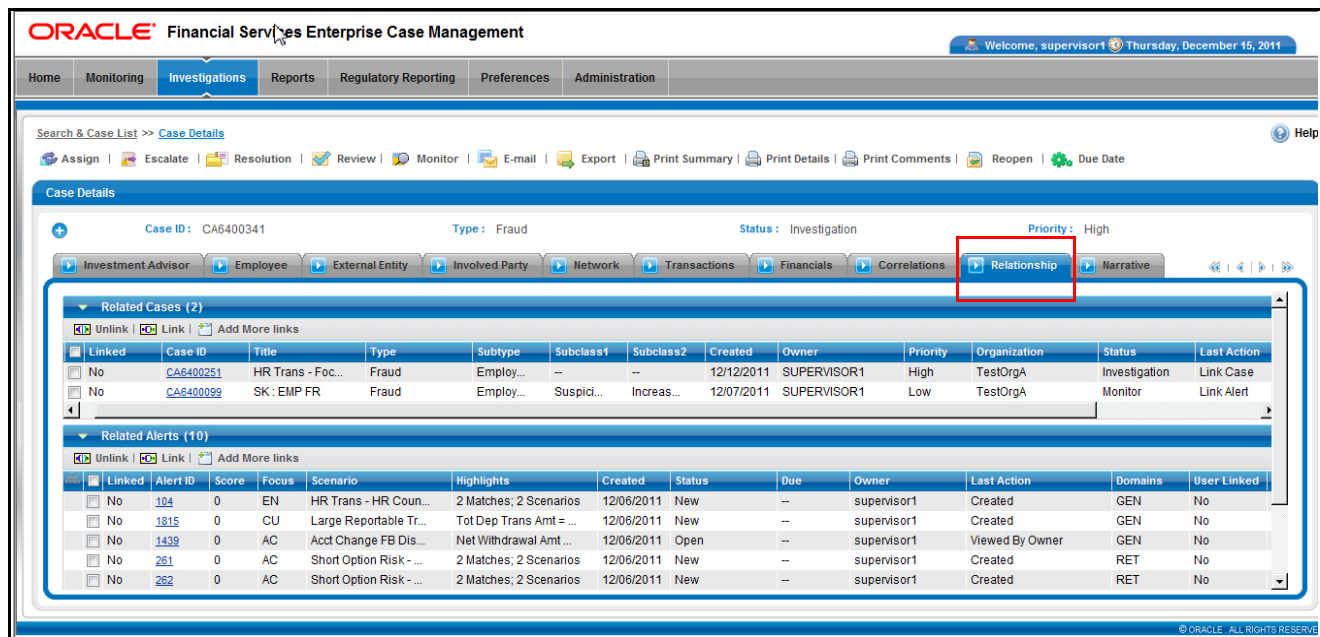 ORACLE® Financial Services Enterprise Case Management
Welcome, supervisor1 Thursday, December 15, 2011
Home Monitoring Investigations Reports Regulatory Reporting Preferences Administration
Search & Case List >> Case Details
Help
Assign | Escalate | Resolution | Review | Monitor | E-mail | Export | Print Summary | Print Details | Print Comments | Reopen | Due Date
Case Details
Case ID : CA6400341 Type : Fraud Status : Investigation Priority : High
Investment Advisor Employee External Entity Involved Party Network Transactions Financials Correlations Relationship Narrative
Related Cases (2)
Unlink | Link | Add More links
Linked Case ID Title Type Subtype Subclass1 Subclass2 Created Owner Priority Organization Status Last Action
No CA6400251 HR Trans - Foc... Fraud Employ... -- -- 12/12/2011 SUPERVISOR1 High TestOrgA Investigation Link Case
No CA6400099 SK : EMP FR Fraud Employ... Suspici... Increas... 12/07/2011 SUPERVISOR1 Low TestOrgA Monitor Link Alert
Related Alerts (10)
Unlink | Link | Add More links
Linked Alert ID Score Focus Scenario Highlights Created Status Due Owner Last Action Domains User Linked
No 104 0 EN HR Trans - HR Coun... 2 Matches; 2 Scenarios 12/06/2011 New -- supervisor1 Created GEN No
No 1815 0 CU Large Reportable Tr... Tot Dep Trans Amt = ... 12/06/2011 New -- supervisor1 Created GEN No
No 1439 0 AC Acct Change FB Dis... Net Withdrawal Amt ... 12/06/2011 Open -- supervisor1 Viewed By Owner GEN No
No 261 0 AC Short Option Risk - ... 2 Matches; 2 Scenarios 12/06/2011 New -- supervisor1 Created RET No
No 262 0 AC Short Option Risk - ... 2 Matches; 2 Scenarios 12/06/2011 New -- supervisor1 Created RET No
© ORACLE ALL RIGHTS RESERVE